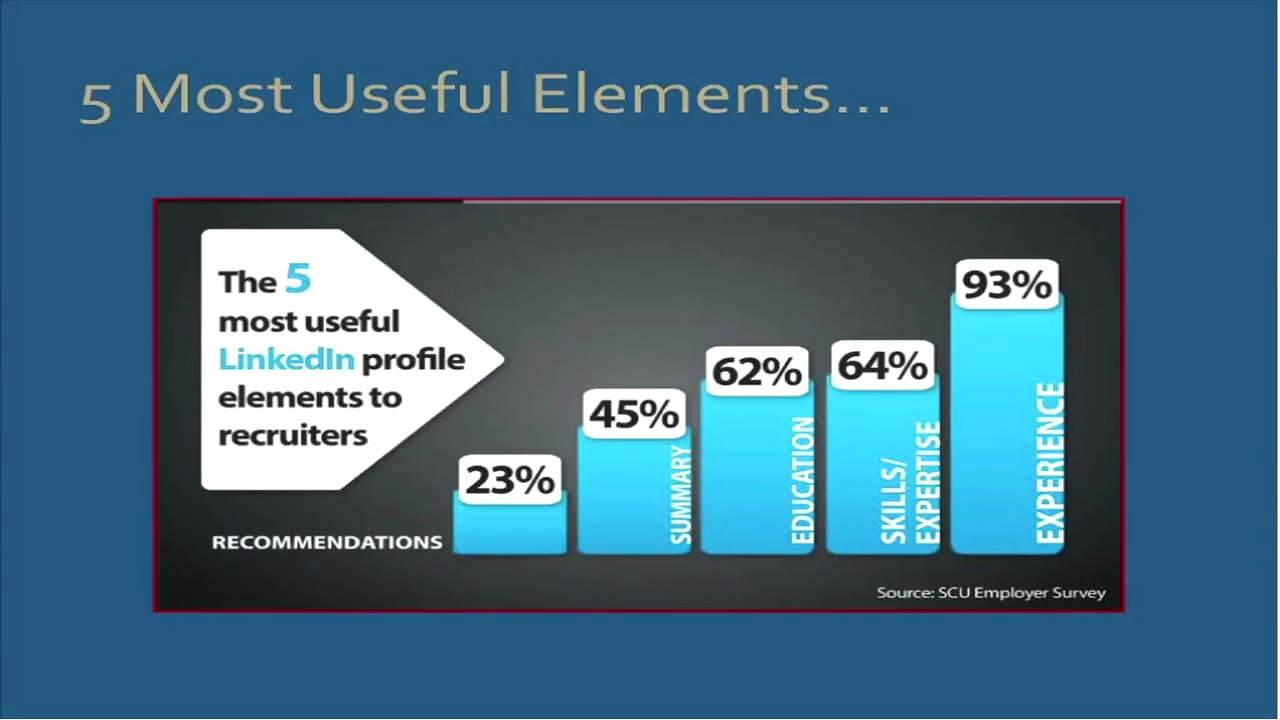 5 Most Useful Elements...
The 5
most useful
LinkedIn profile
elements to
recruiters
RECOMMENDATIONS
23%
45%
SUMMARY
62%
EDUCATION
64%
SKILLS/
EXPERTISE
93%
EXPERIENCE
Source: SCU Employer Survey